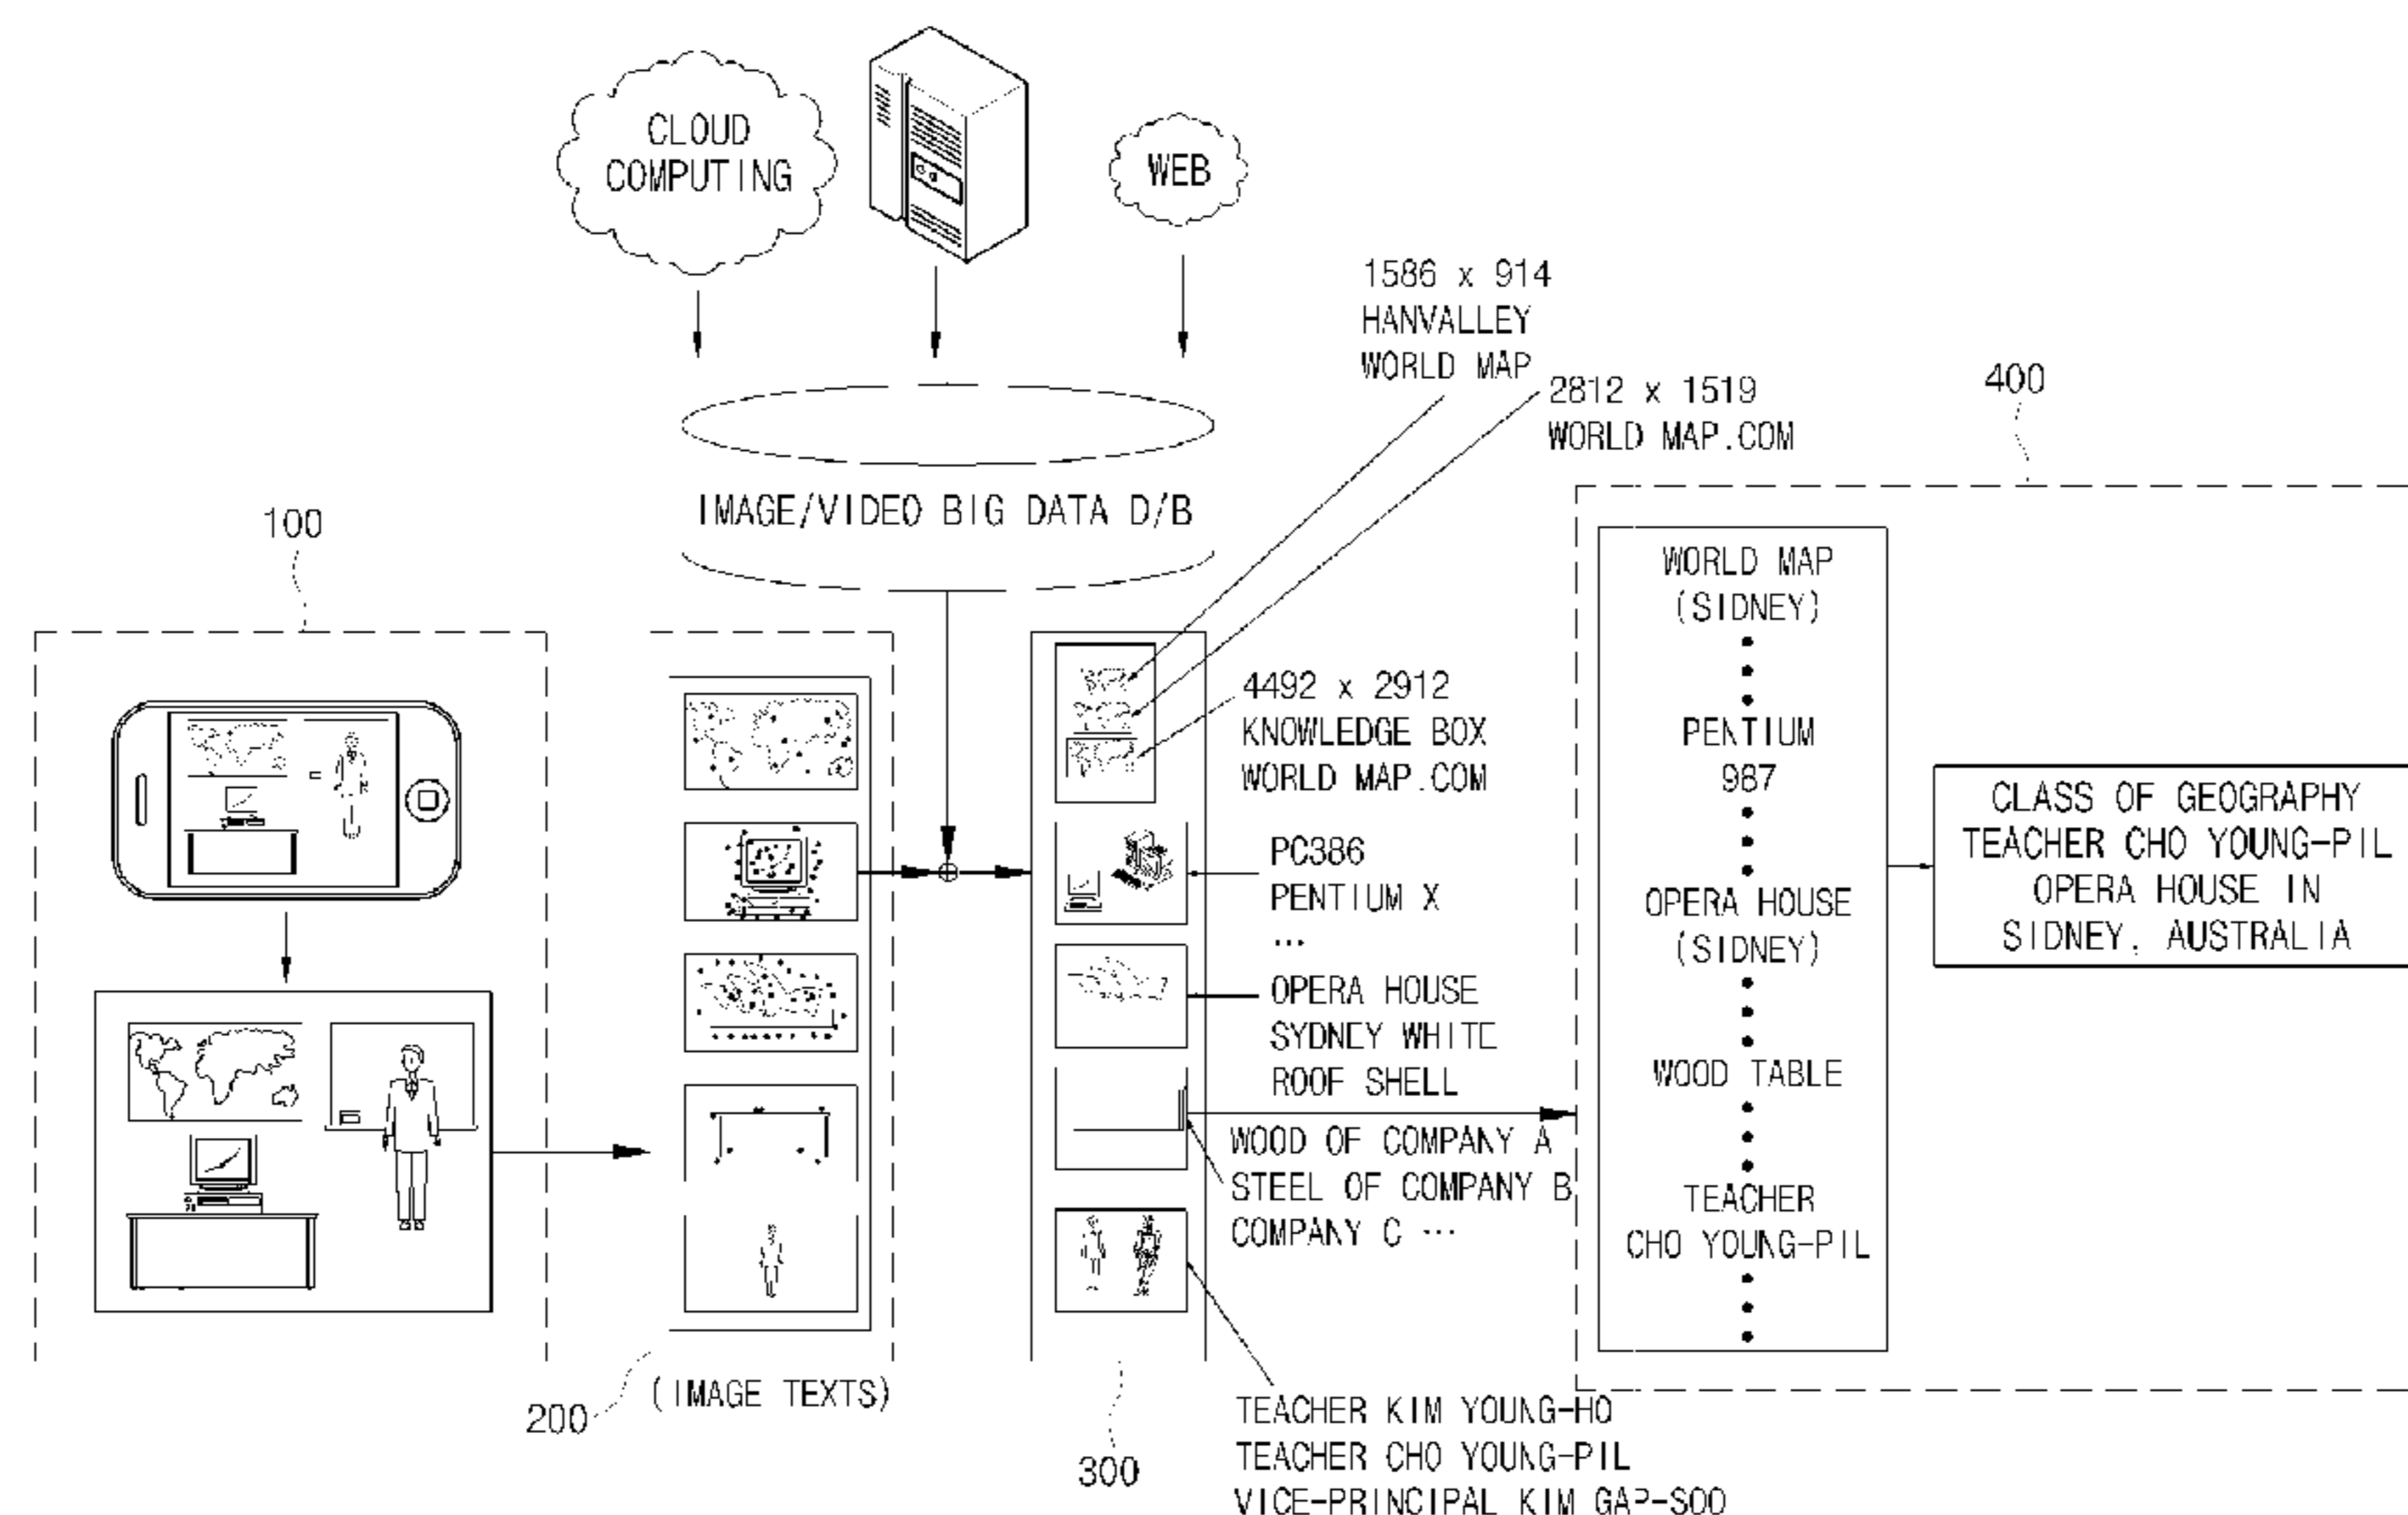 CLOUD
COMPUTING
WEB
1586 x 914
HANVALLEY
WORLD MAP
2812 x 1519
WORLD MAP.COM
400
IMAGE/VIDEO BIG DATA D/B
100
4492 x 2912
KNOWLEDGE BOX
WORLD MAP.COM
PC386
PENTIUM X
...
OPERA HOUSE
SYDNEY WHITE
ROOF SHELL
WOOD OF COMPANY A
STEEL OF COMPANY B
COMPANY C ...
WORLD MAP
(SIDNEY)
PENTIUM
987
OPERA HOUSE
(SIDNEY)
WOOD TABLE
TEACHER
CHO YOUNG-PIL
CLASS OF GEOGRAPHY
TEACHER CHO YOUNG-PIL
OPERA HOUSE IN
SIDNEY, AUSTRALIA
200
(IMAGE TEXTS)
300
TEACHER KIM YOUNG-HO
TEACHER CHO YOUNG-PIL
VICE-PRINCIPAL KIM GAP-SOO